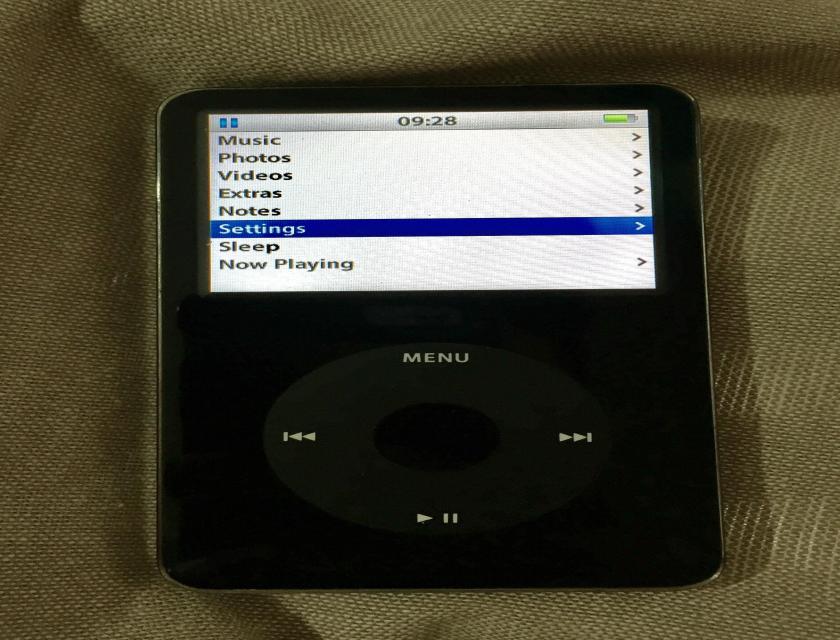 09:28
Music
Photos
Videos
Extras
Notes
Settings
Sleep
Now Playing
MENU